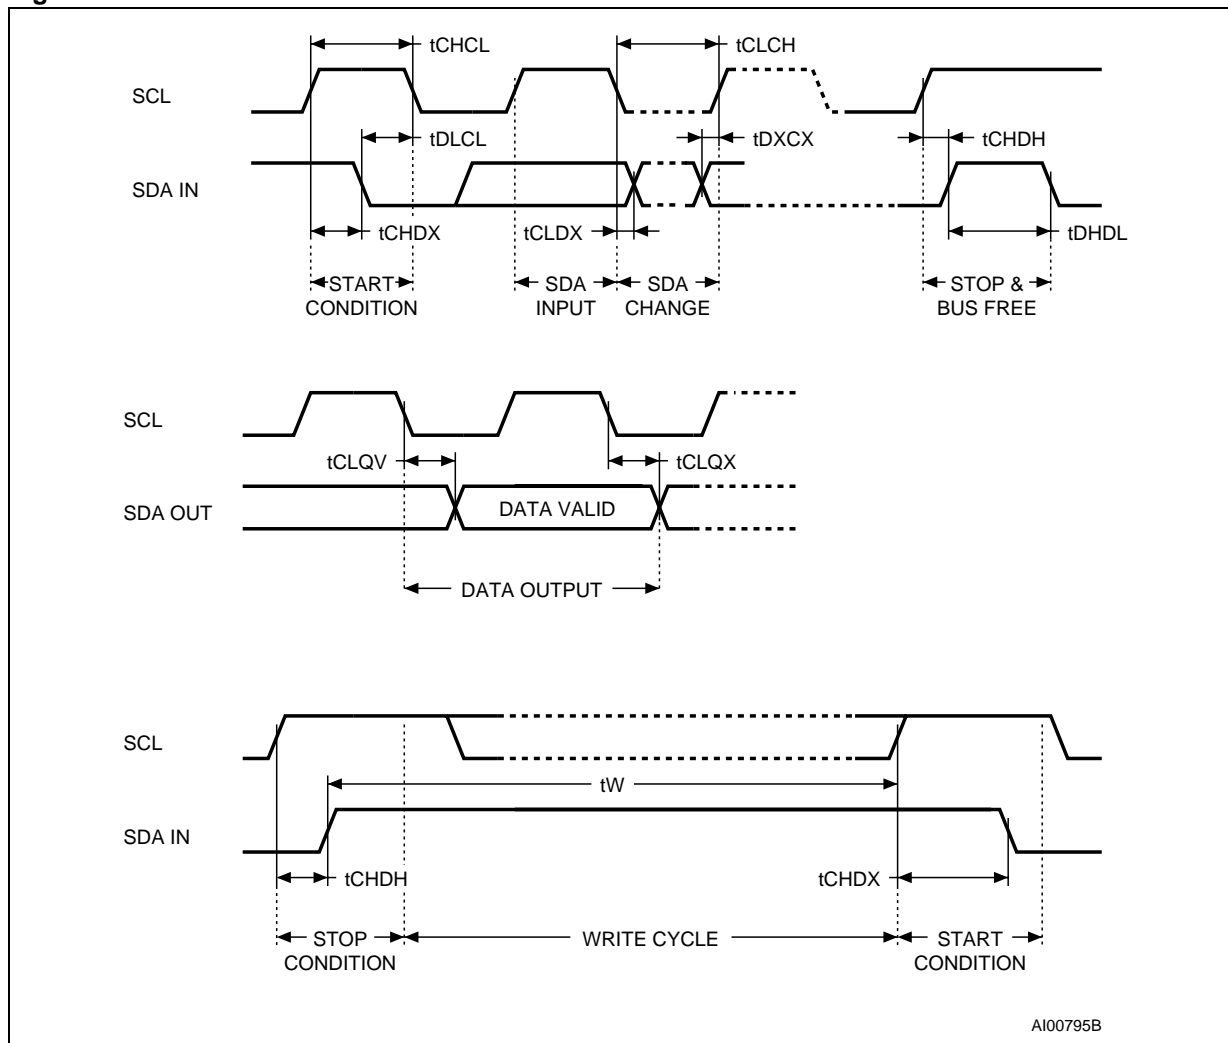 tCHCL
tCLCH
SCL
tDLCL
tDXCX
tCHDH
SDA IN
tCHDX
tCLDX
tDHDL
START
CONDITION
SDA
INPUT
SDA
CHANGE
STOP &
BUS FREE
SCL
tCLQV
tCLQX
SDA OUT
DATA VALID
DATA OUTPUT
SCL
tW
SDA IN
tCHDH
tCHDX
STOP
CONDITION
WRITE CYCLE
START
CONDITION
AI00795B